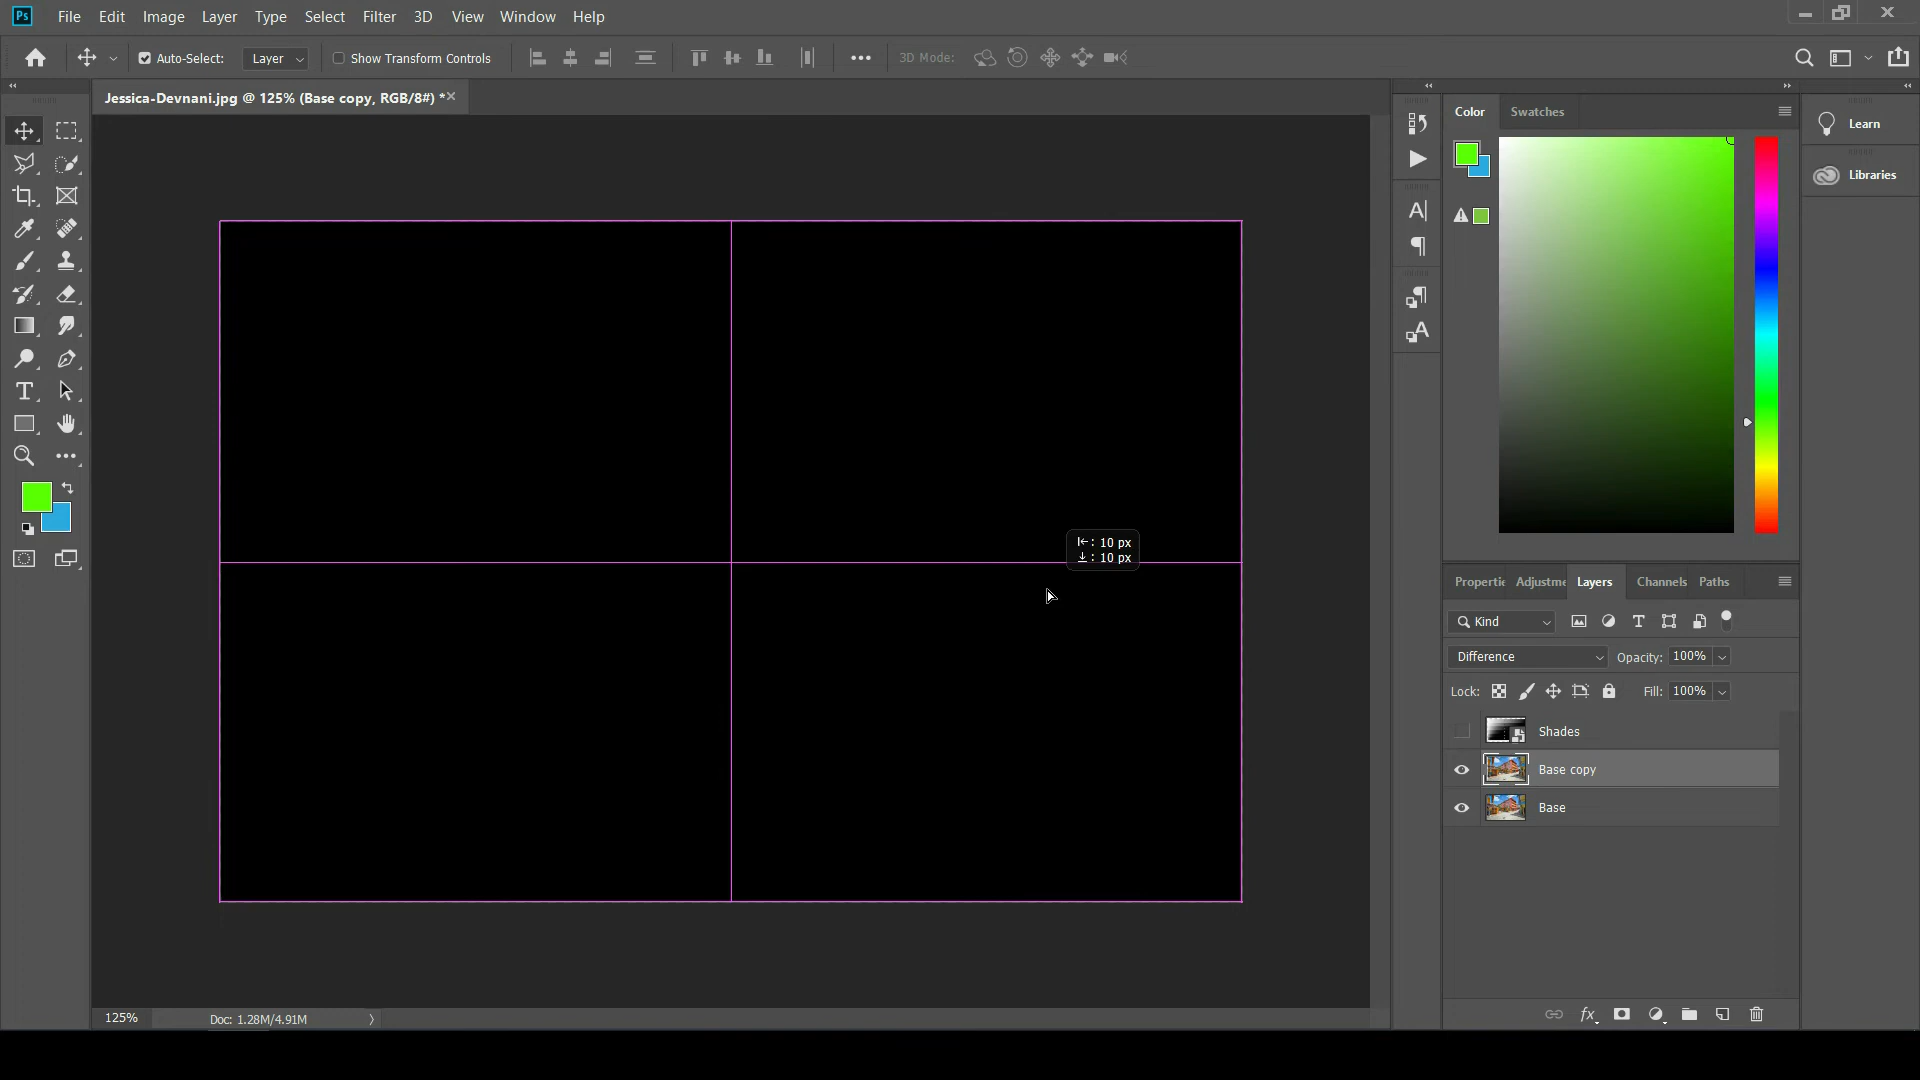 Ps File Edit Image Layer Type Select Filter 3D View Window Help
Auto-Select: Layer Show Transform Controls 3D Mode:
Jessica-Devnani.jpg @ 125% (Base copy, RGB/8#) *
Color Swatches
Learn
Libraries
: 10 px
: 10 px
Propertie Adjustme Layers Channels Paths
Kind
Difference Opacity: 100%
Lock: Fill: 100%
Shades
Base copy
Base
fx
125% Doc: 1.28M/4.91M